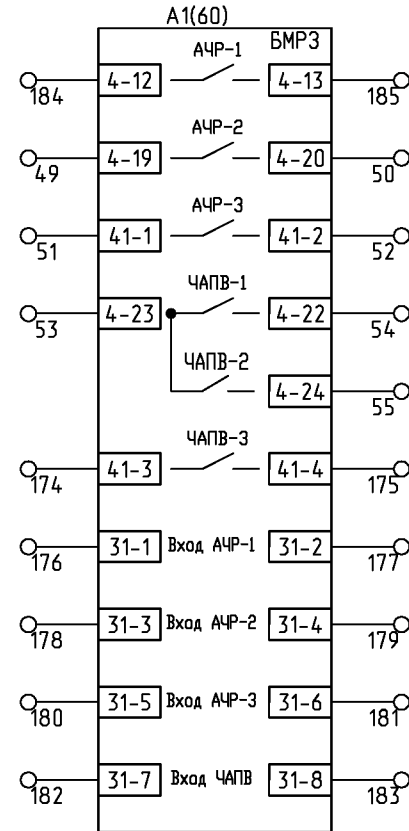 А1(60)
АЧР-1 БМРЗ
4-12 4-13
184 185
АЧР-2
4-19 4-20
49 50
АЧР-3
41-1 41-2
51 52
ЧАПВ-1
4-23 4-22
53 54
ЧАПВ-2
4-24
55
ЧАПВ-3
41-3 41-4
174 175
31-1 Вход АЧР-1 31-2
176 177
31-3 Вход АЧР-2 31-4
178 179
31-5 Вход АЧР-3 31-6
180 181
31-7 Вход ЧАПВ 31-8
182 183